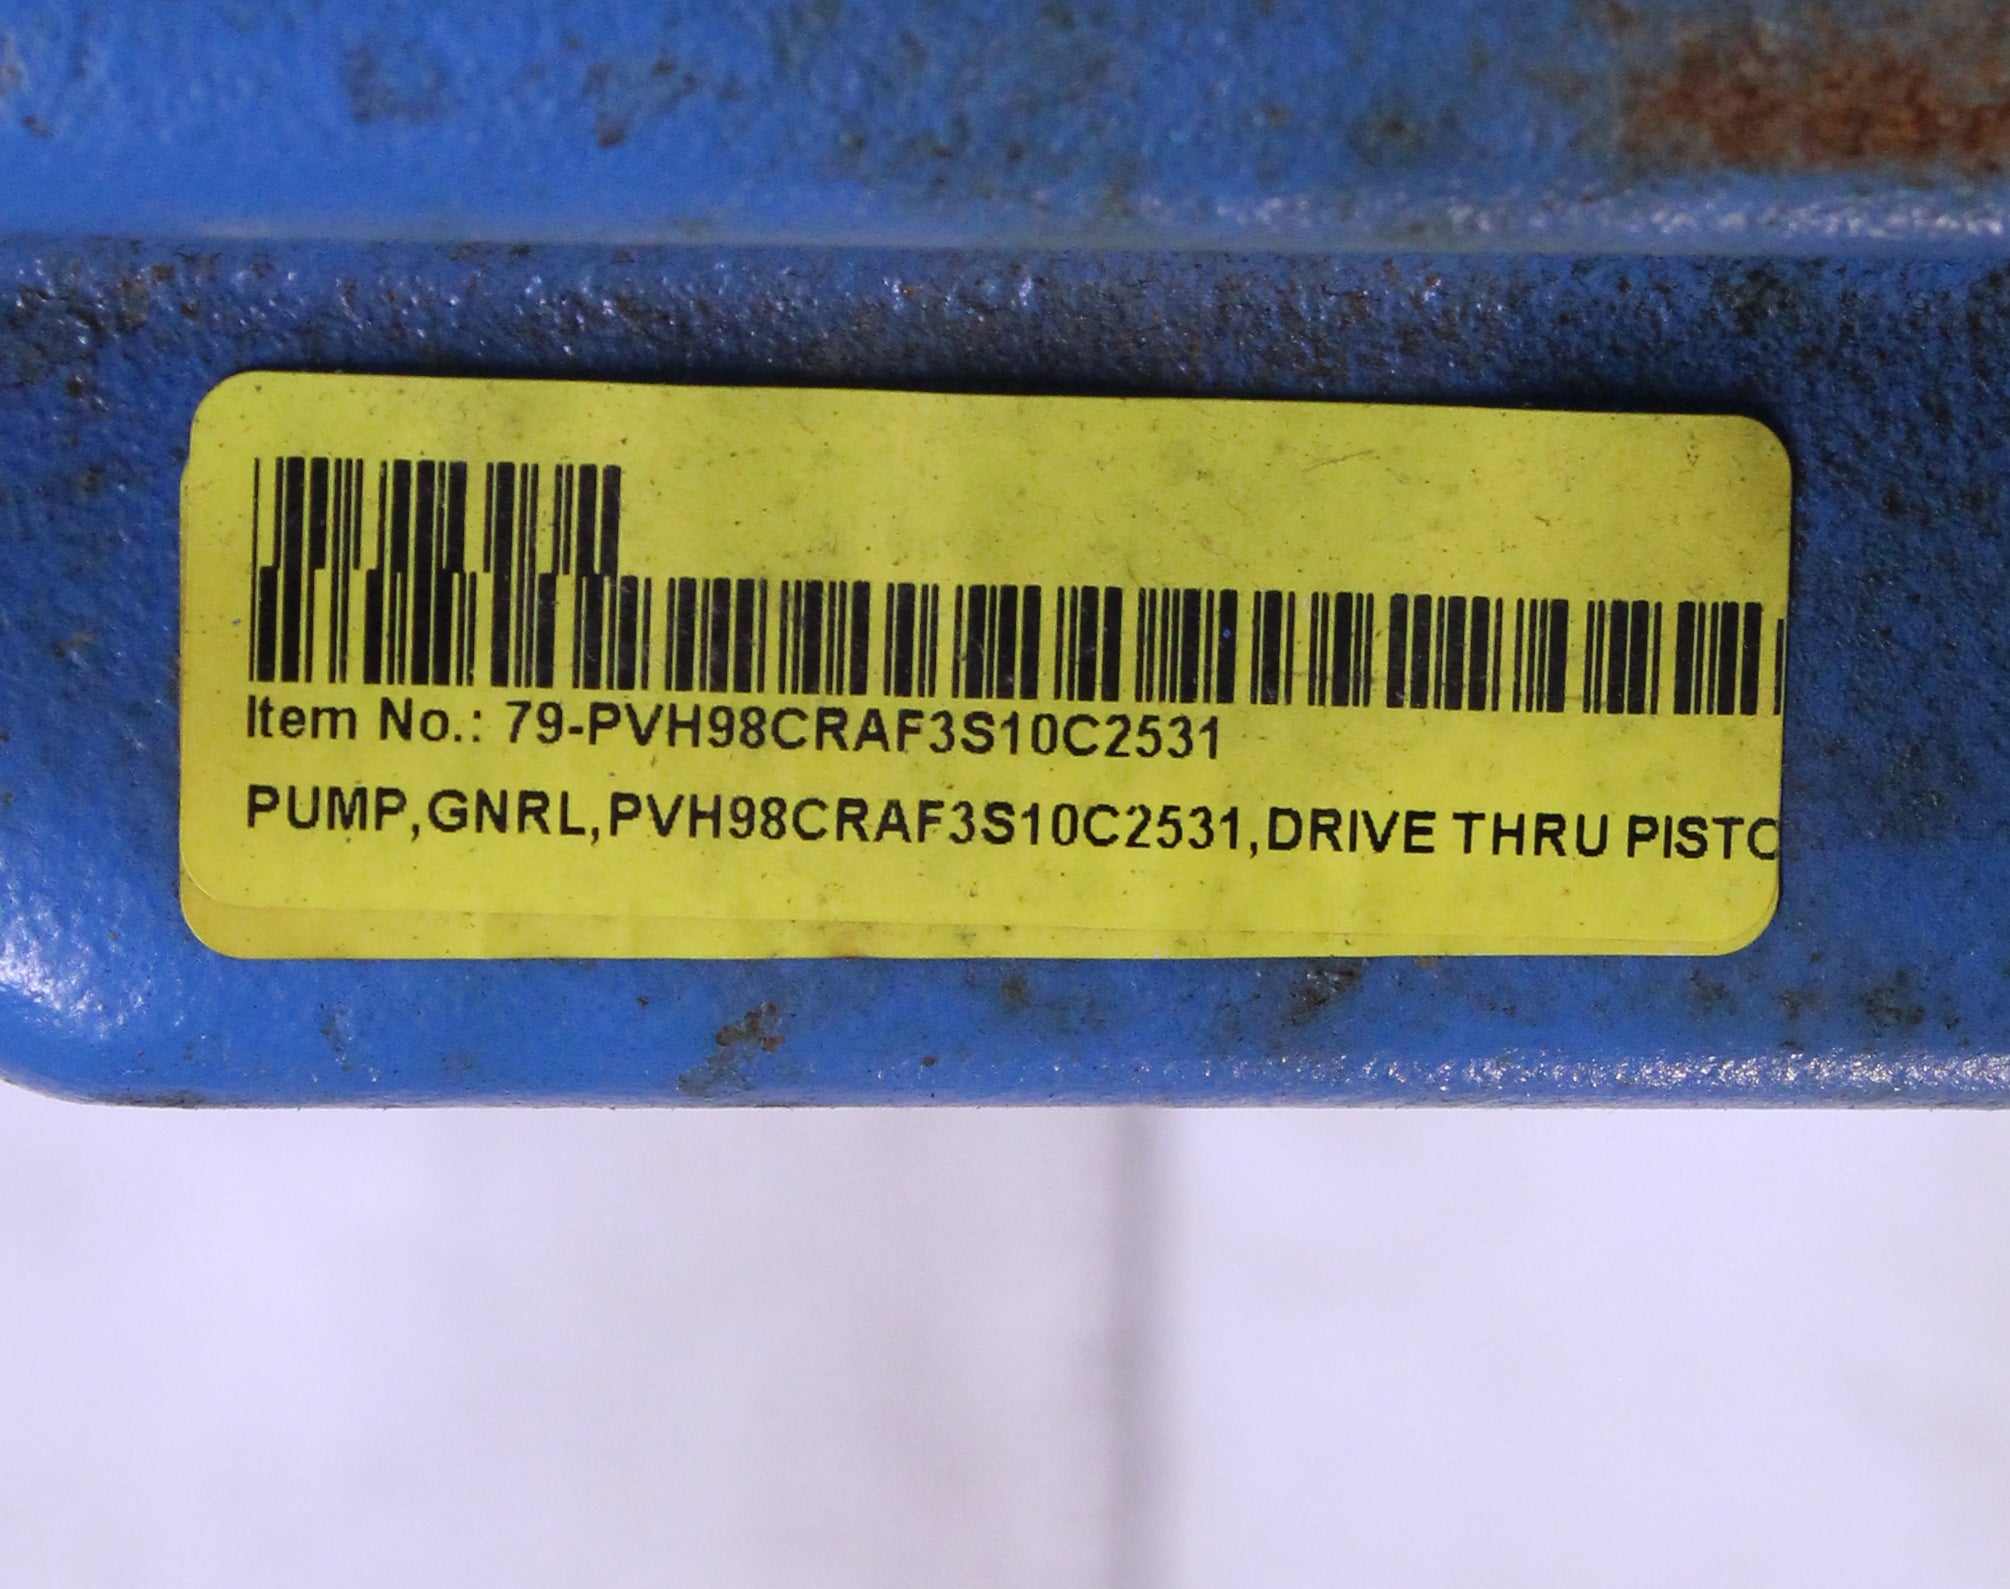 Item No.: 79-PVH98CRAF3S10C2531
PUMP,GNRL,PVH98CRAF3S10C2531,DRIVE THRU PISTO